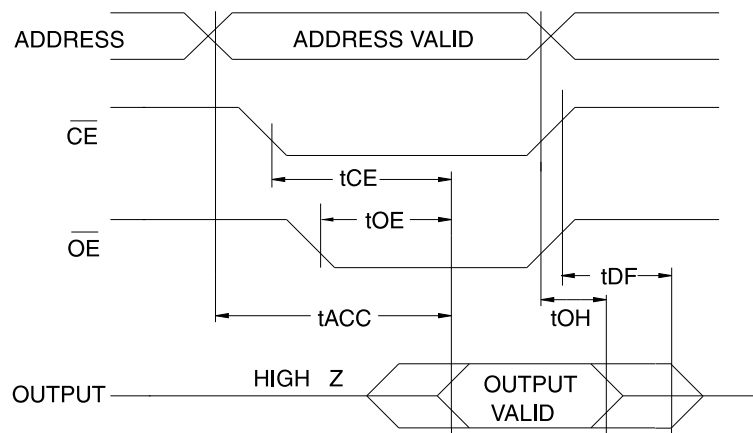 ADDRESS
ADDRESS VALID
CE
tCE
OE
tOE
tDF
tACC
tOH
HIGH Z
OUTPUT
OUTPUT
VALID